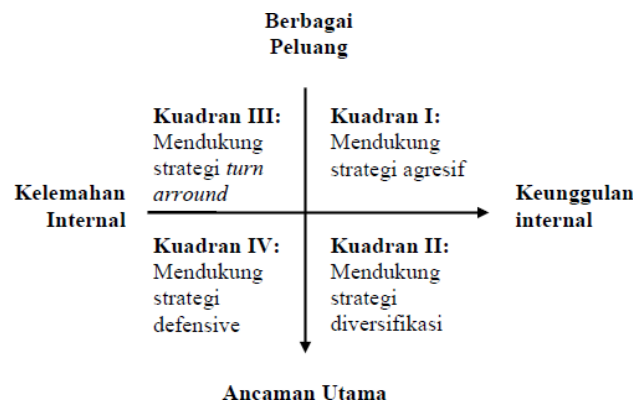 Berbagai
Peluang
Kuadran III:
Mendukung
strategi turn
arround
Kuadran I:
Mendukung
strategi agresif
Kelemahan
Internal
Keunggulan
internal
Kuadran IV:
Mendukung
strategi
defensive
Kuadran II:
Mendukung
strategi
diversifikasi
Ancaman Utama